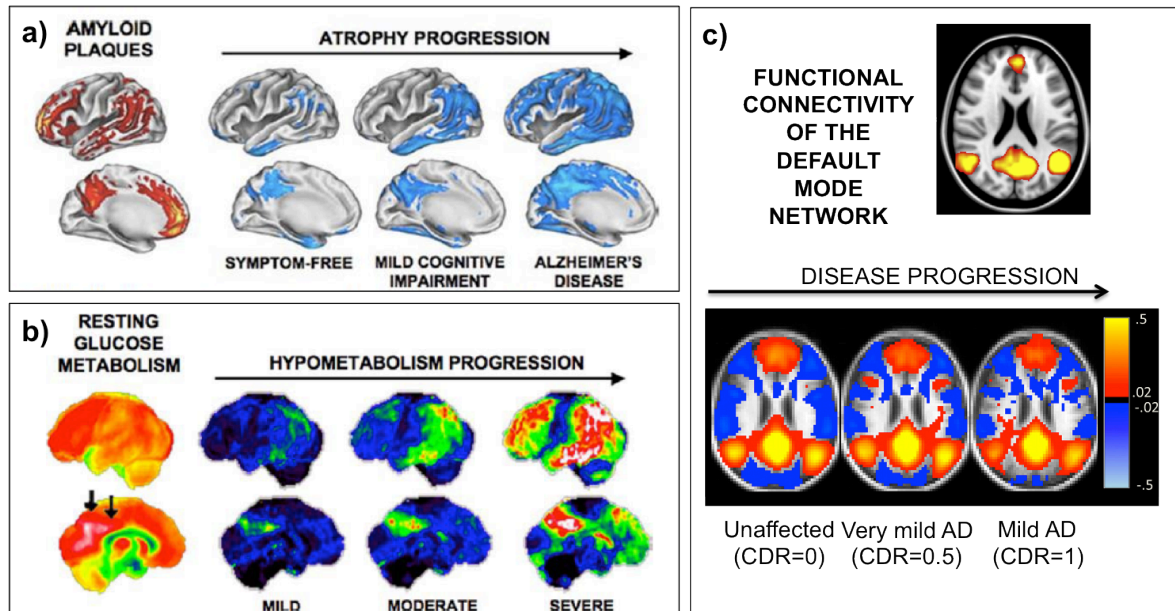 a)
AMYLOID
PLAQUES
ATROPHY PROGRESSION
SYMPTOM-FREE
MILD COGNITIVE
IMPAIRMENT
ALZHEIMER'S
DISEASE
b)
RESTING
GLUCOSE
METABOLISM
HYPOMETABOLISM PROGRESSION
MILD
MODERATE
SEVERE
c)
FUNCTIONAL
CONNECTIVITY
OF THE
DEFAULT
MODE
NETWORK
DISEASE PROGRESSION
.5
.02
-.02
-.5
Unaffected
(CDR=0)
Very mild AD
(CDR=0.5)
Mild AD
(CDR=1)